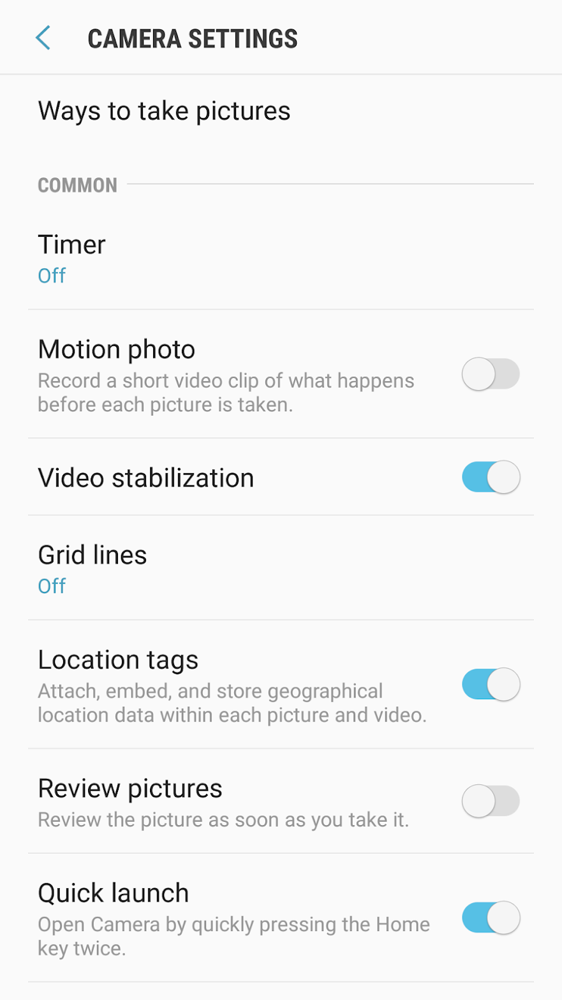 CAMERA SETTINGS
Ways to take pictures
COMMON
Timer
Off
Motion photo
Record a short video clip of what happens
before each picture is taken.
Video stabilization
Grid lines
Off
Location tags
Attach, embed, and store geographical
location data within each picture and video.
Review pictures
Review the picture as soon as you take it.
Quick launch
Open Camera by quickly pressing the Home
key twice.